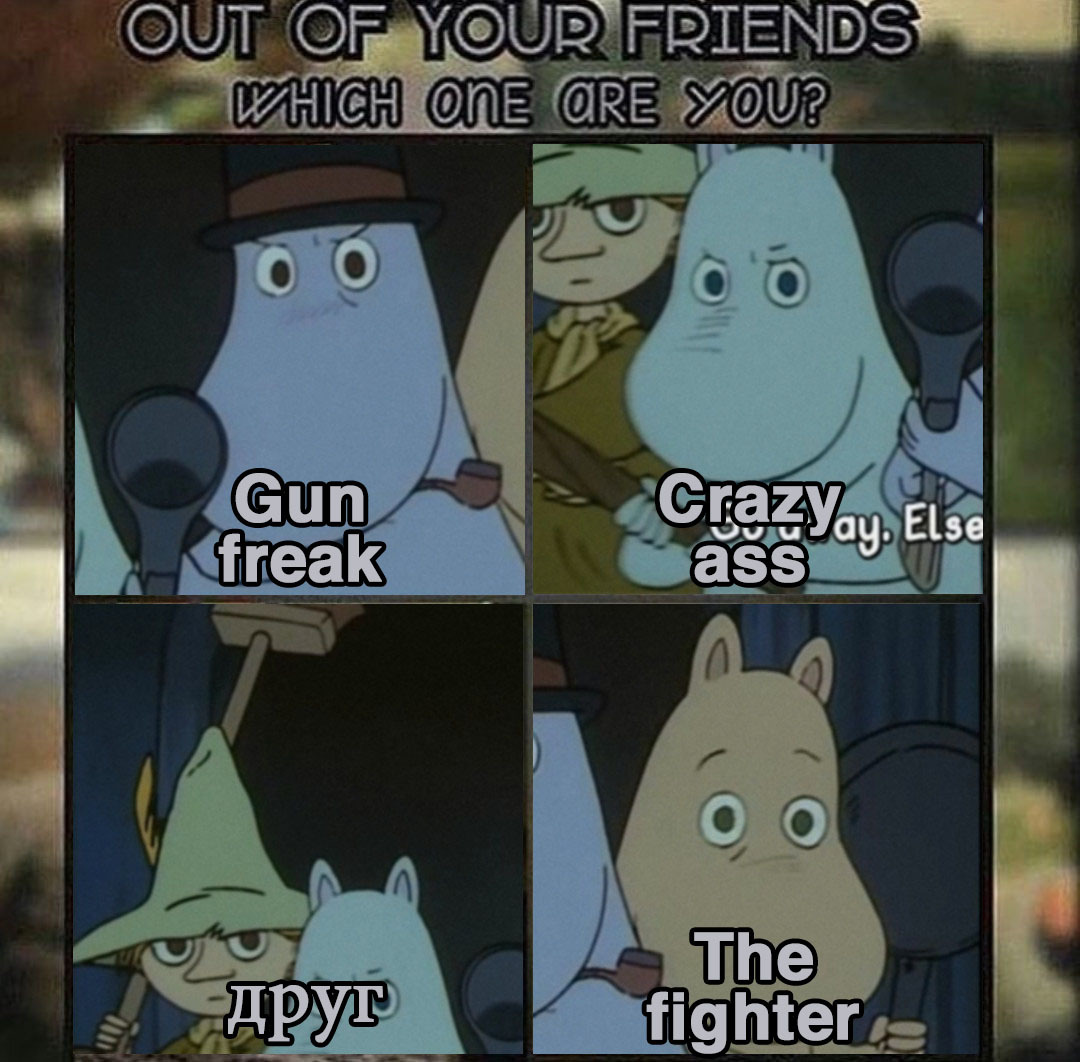 OUT OF YOUR FRIENDS
WHICH ONE ARE YOU?
Gun
freak
Crazy
ass
ay. Else
друг
The
fighter